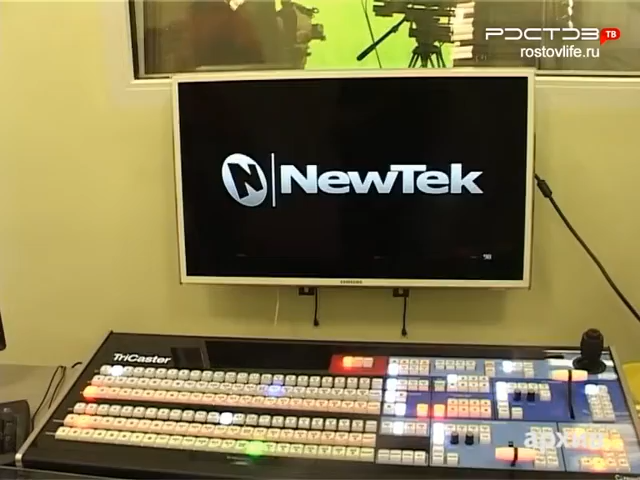 РОСТОВ ТВ
rostovlife.ru
NewTek
SAMSUNG
TriCaster
архив